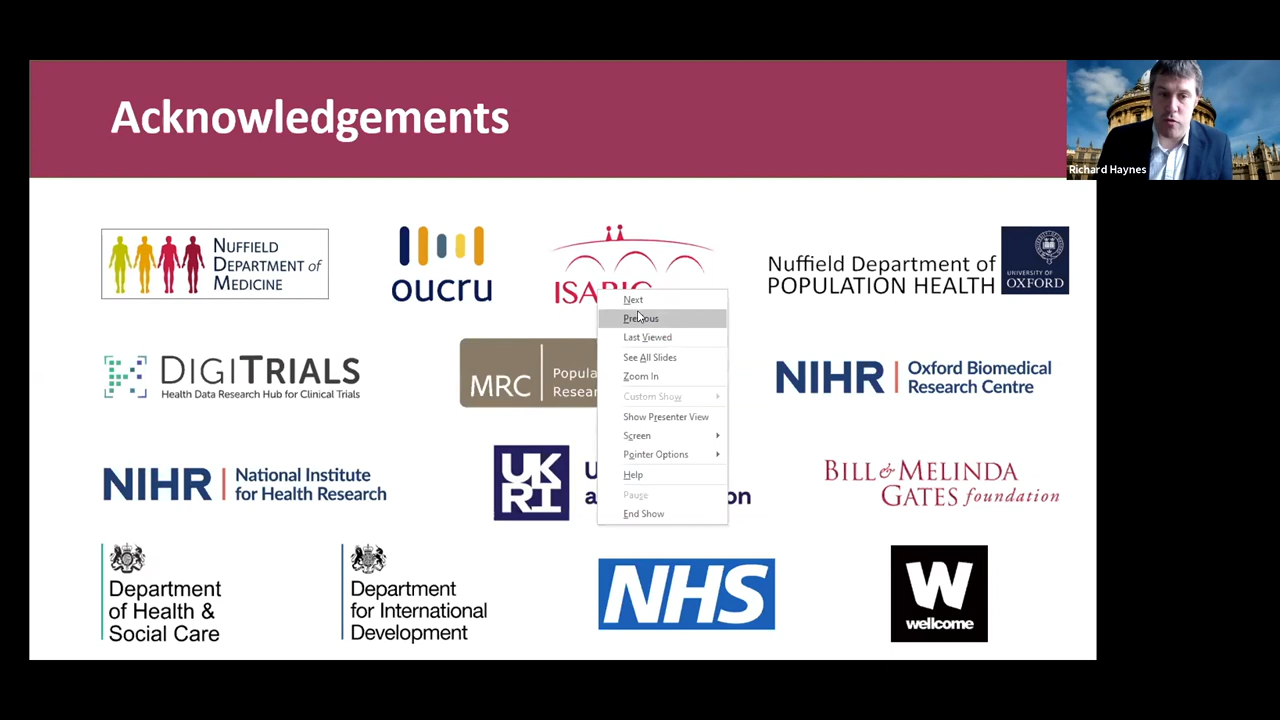 Acknowledgements
Richard Haynes
NUFFIELD
DEPARTMENT of
MEDICINE
oucru
ISARIC
Nuffield Department of
POPULATION HEALTH
UNIVERSITY OF
OXFORD
Next
Previous
Last Viewed
See All Slides
Zoom In
Custom Show
Show Presenter View
Screen
Pointer Options
Help
Pause
End Show
DIGITRIALS
Health Data Research Hub for Clinical Trials
MRC
NIHR
Oxford Biomedical
Research Centre
NIHR
National Institute
for Health Research
UK
RI
BILL & MELINDA
GATES foundation
Department
of Health &
Social Care
Department
for International
Development
NHS
W
wellcome